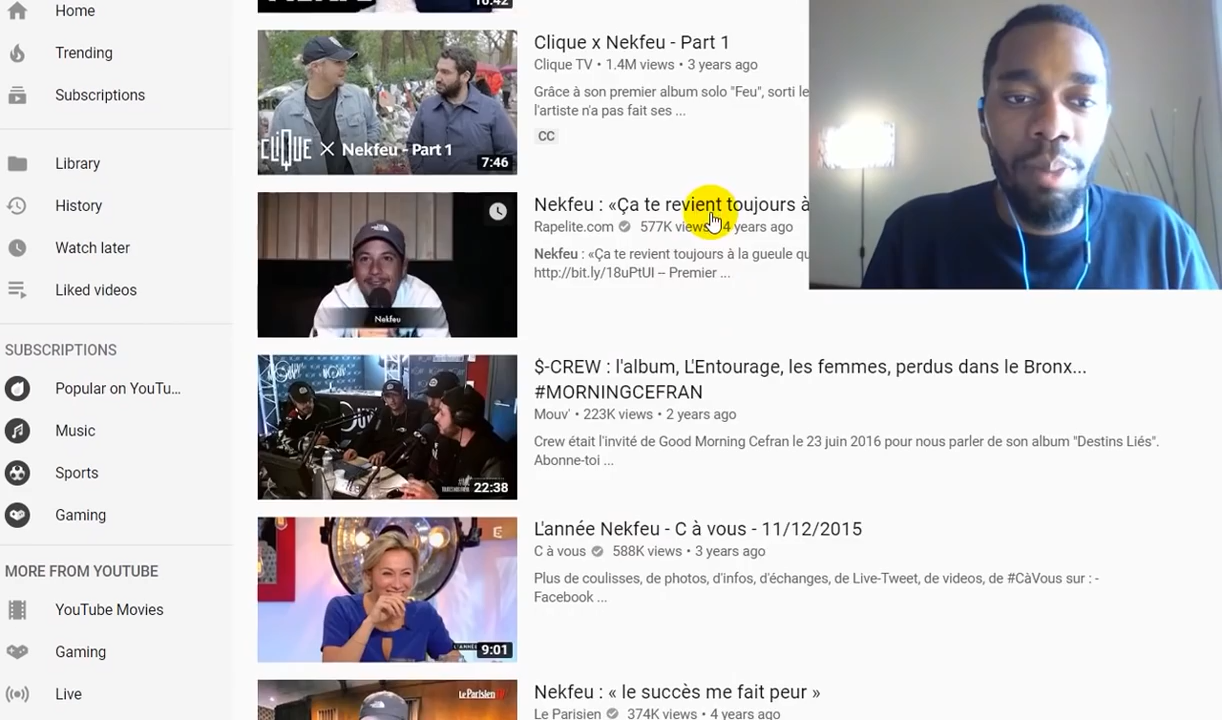 Home
Trending
Subscriptions
Library
History
Watch later
Liked videos
SUBSCRIPTIONS
Popular on YouTu...
Music
Sports
Gaming
MORE FROM YOUTUBE
YouTube Movies
Gaming
Live
16:42
CLIQUE × Nekfeu - Part 1
7:46
Clique x Nekfeu - Part 1
Clique TV • 1.4M views • 3 years ago
Grâce à son premier album solo "Feu", sorti le
l'artiste n'a pas fait ses ...
CC
Nekfeu
Nekfeu : «Ça te revient toujours à
Rapelite.com 577K views 4 years ago
Nekfeu : «Ça te revient toujours à la gueule qu
http://bit.ly/18uPtUI -- Premier ...
22:38
$-CREW : l'album, L'Entourage, les femmes, perdus dans le Bronx...
#MORNINGCEFRAN
Mouv' • 223K views • 2 years ago
Crew était l'invité de Good Morning Cefran le 23 juin 2016 pour nous parler de son album "Destins Liés".
Abonne-toi ...
9:01
L'année Nekfeu - C à vous - 11/12/2015
C à vous 588K views • 3 years ago
Plus de coulisses, de photos, d'infos, d'échanges, de Live-Tweet, de videos, de #CàVous sur : -
Facebook ...
Le Parisien
Nekfeu : « le succès me fait peur »
Le Parisien 374K views • 4 years ago